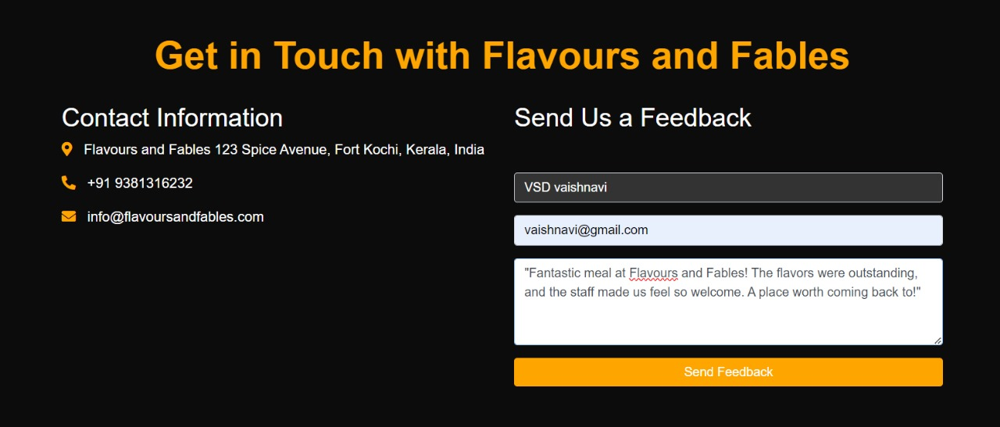 Get in Touch with Flavours and Fables
Contact Information
Flavours and Fables 123 Spice Avenue, Fort Kochi, Kerala, India
+91 9381316232
info@flavoursandfables.com
Send Us a Feedback
VSD vaishnavi
vaishnavi@gmail.com
"Fantastic meal at Flavours and Fables! The flavors were outstanding,
and the staff made us feel so welcome. A place worth coming back to!"
Send Feedback